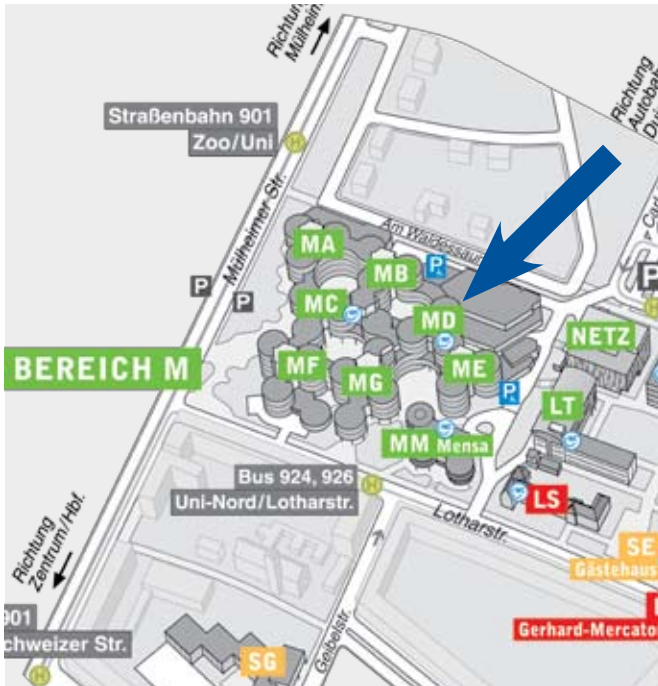 Richtung
Mülheim
Straßenbahn 901
Zoo/Uni
H
Mülheimer Str.
Richtung
Am Waldessaum
MA
MB
P
MC
MD
P
P
P
H
NETZ
BEREICH M
MF
MG
ME
P
LT
MM Mensa
Bus 924, 926
Uni-Nord/Lotharstr.
H
LS
Lotharstr.
SE
Gästehaus
Richtung
Zentrum/Hbf.
901
chweizer Str.
H
SG
Geibelstr.
Gerhard-Mercator